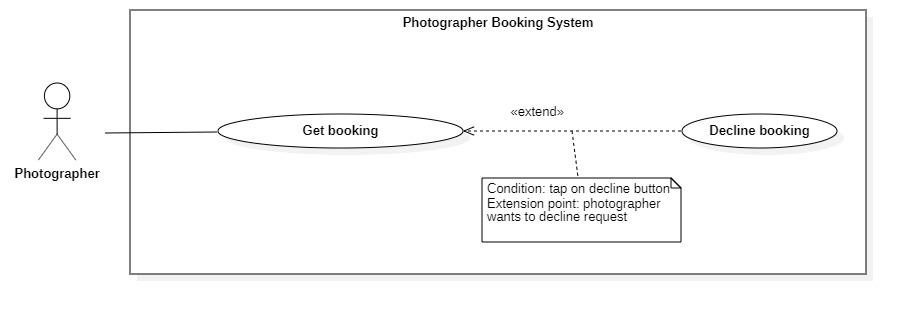 Photographer Booking System
«extend»
Get booking
Decline booking
Photographer
Condition: tap on decline button
Extension point: photographer
wants to decline request